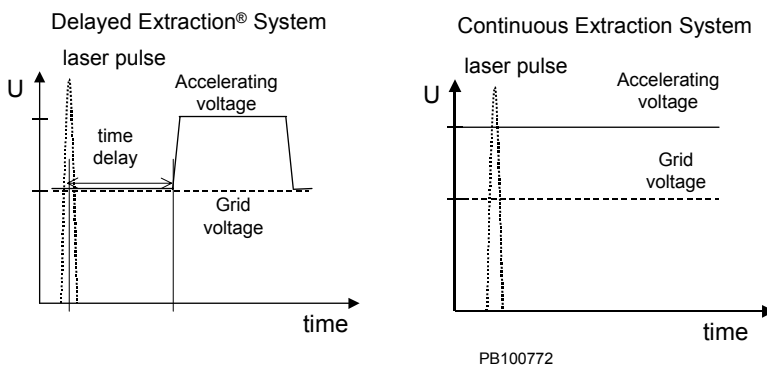 Delayed Extraction® System
laser pulse
U
Accelerating
voltage
time
delay
Grid
voltage
time
Continuous Extraction System
laser pulse
U
Accelerating
voltage
Grid
voltage
time
PB100772